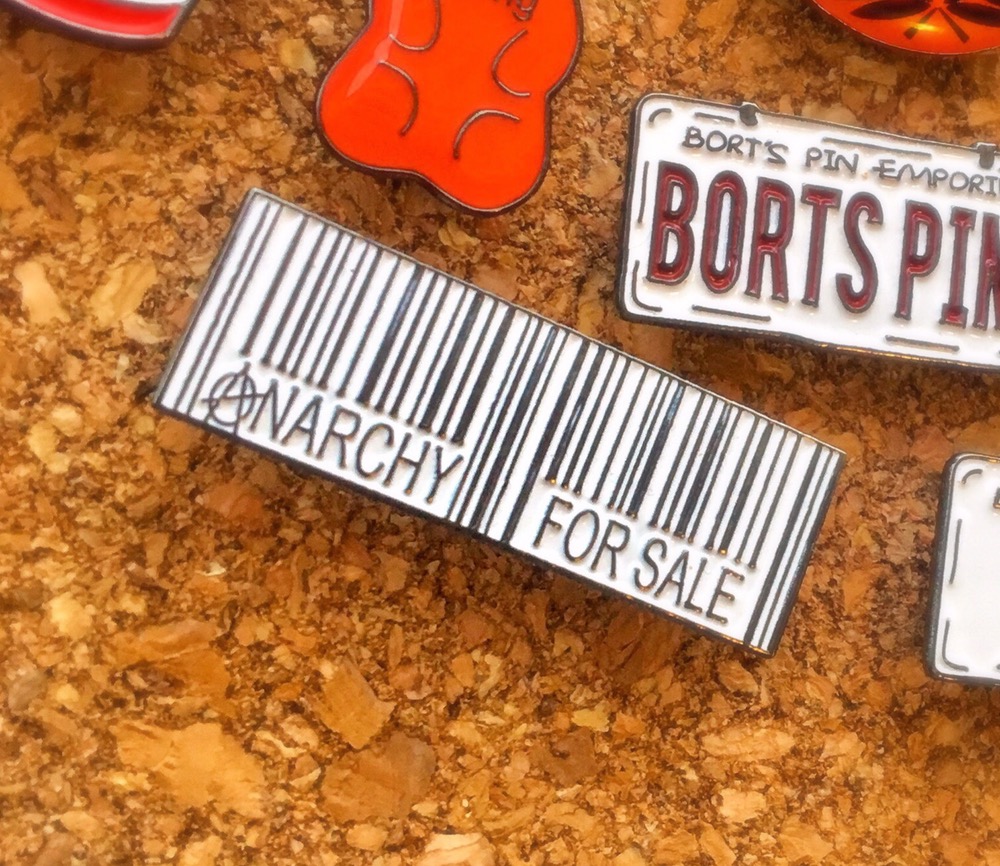 BORT'S PIN EMPORI
BORTS PIN
ANARCHY FOR SALE